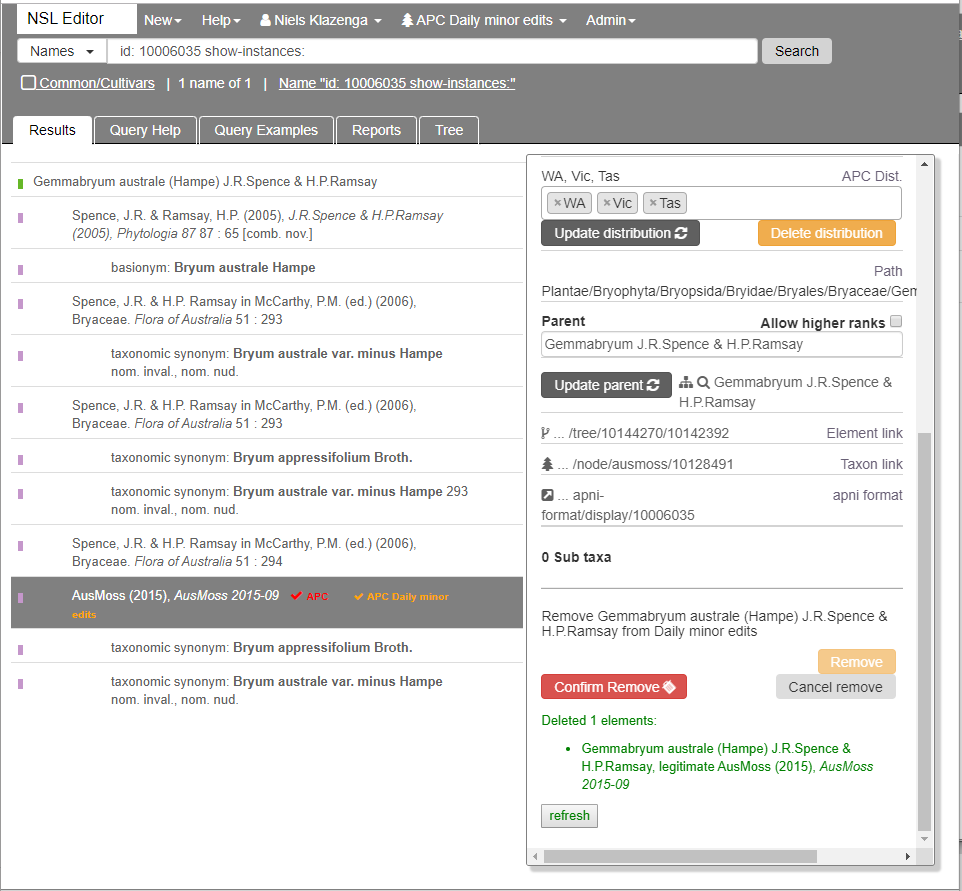 NSL Editor New Help Niels Klazenga APC Daily minor edits Admin
Names id: 10006035 show-instances: Search
Common/Cultivars | 1 name of 1 | Name "id: 10006035 show-instances:"
Results Query Help Query Examples Reports Tree
Gemmabryum australe (Hampe) J.R.Spence & H.P.Ramsay
Spence, J.R. & Ramsay, H.P. (2005), J.R.Spence & H.P.Ramsay
(2005), Phytologia 87 87 : 65 [comb. nov.]
basionym: Bryum australe Hampe
Spence, J.R. & H.P. Ramsay in McCarthy, P.M. (ed.) (2006),
Bryaceae. Flora of Australia 51 : 293
taxonomic synonym: Bryum australe var. minus Hampe
nom. inval., nom. nud.
Spence, J.R. & H.P. Ramsay in McCarthy, P.M. (ed.) (2006),
Bryaceae. Flora of Australia 51 : 293
taxonomic synonym: Bryum appressifolium Broth.
taxonomic synonym: Bryum australe var. minus Hampe 293
nom. inval., nom. nud.
Spence, J.R. & H.P. Ramsay in McCarthy, P.M. (ed.) (2006),
Bryaceae. Flora of Australia 51 : 294
AusMoss (2015), AusMoss 2015-09 APC APC Daily minor
edits
taxonomic synonym: Bryum appressifolium Broth.
taxonomic synonym: Bryum australe var. minus Hampe
nom. inval., nom. nud.
WA, Vic, Tas APC Dist.
×WA ×Vic ×Tas
Update distribution Delete distribution
Path
Plantae/Bryophyta/Bryopsida/Bryidae/Bryales/Bryaceae/Gem
Parent Allow higher ranks
Gemmabryum J.R.Spence & H.P.Ramsay
Update parent Gemmabryum J.R.Spence &
H.P.Ramsay
... /tree/10144270/10142392 Element link
... /node/ausmoss/10128491 Taxon link
... apni- apni format
format/display/10006035
0 Sub taxa
Remove Gemmabryum australe (Hampe) J.R.Spence &
H.P.Ramsay from Daily minor edits
Remove
Confirm Remove Cancel remove
Deleted 1 elements:
• Gemmabryum australe (Hampe) J.R.Spence &
H.P.Ramsay, legitimate AusMoss (2015), AusMoss
2015-09
refresh